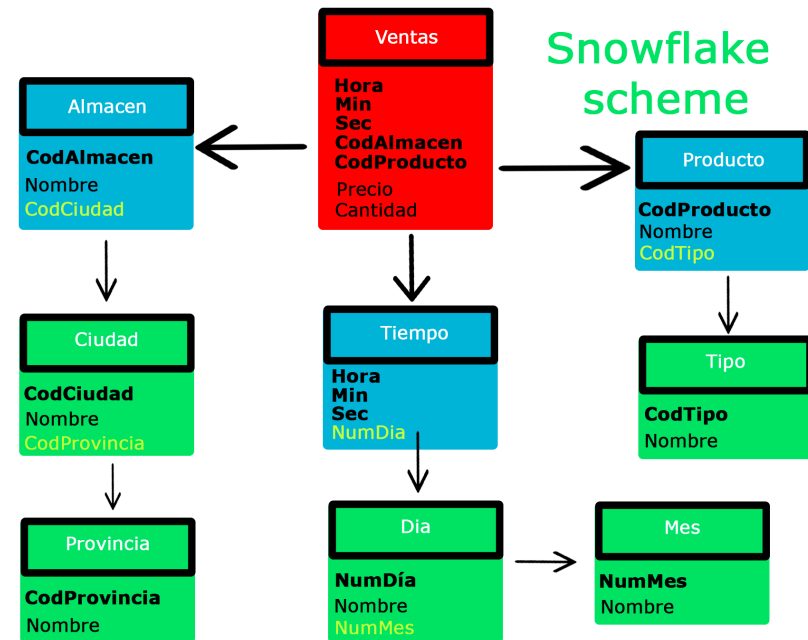 Snowflake
scheme
Ventas
Hora
Min
Sec
CodAlmacen
CodProducto
Precio
Cantidad
Almacen
CodAlmacen
Nombre
CodCiudad
Producto
CodProducto
Nombre
CodTipo
Ciudad
CodCiudad
Nombre
CodProvincia
Tiempo
Hora
Min
Sec
NumDia
Tipo
CodTipo
Nombre
Provincia
CodProvincia
Nombre
Dia
NumDía
Nombre
NumMes
Mes
NumMes
Nombre